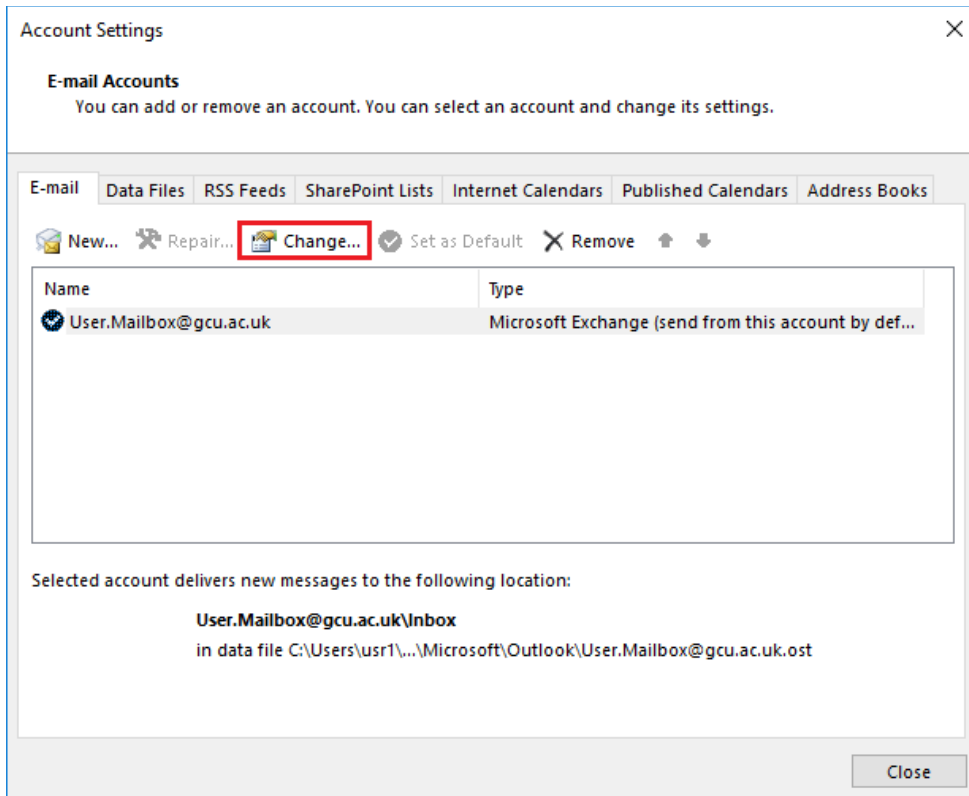 Account Settings
E-mail Accounts
You can add or remove an account. You can select an account and change its settings.
E-mail Data Files RSS Feeds SharePoint Lists Internet Calendars Published Calendars Address Books
New... Repair... Change... Set as Default Remove
Name Type
User.Mailbox@gcu.ac.uk Microsoft Exchange (send from this account by def...
Selected account delivers new messages to the following location:
User.Mailbox@gcu.ac.uk\Inbox
in data file C:\Users\usr1\...\Microsoft\Outlook\User.Mailbox@gcu.ac.uk.ost
Close